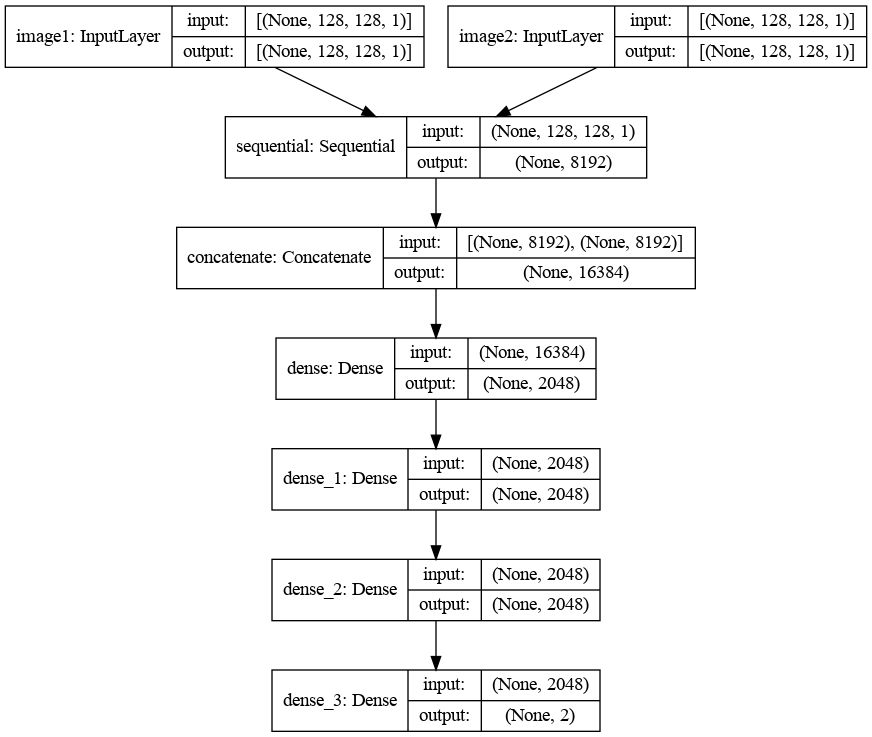 image1: InputLayer
input: [(None, 128, 128, 1)]
output: [(None, 128, 128, 1)]
image2: InputLayer
input: [(None, 128, 128, 1)]
output: [(None, 128, 128, 1)]
sequential: Sequential
input: (None, 128, 128, 1)
output: (None, 8192)
concatenate: Concatenate
input: [(None, 8192), (None, 8192)]
output: (None, 16384)
dense: Dense
input: (None, 16384)
output: (None, 2048)
dense_1: Dense
input: (None, 2048)
output: (None, 2048)
dense_2: Dense
input: (None, 2048)
output: (None, 2048)
dense_3: Dense
input: (None, 2048)
output: (None, 2)